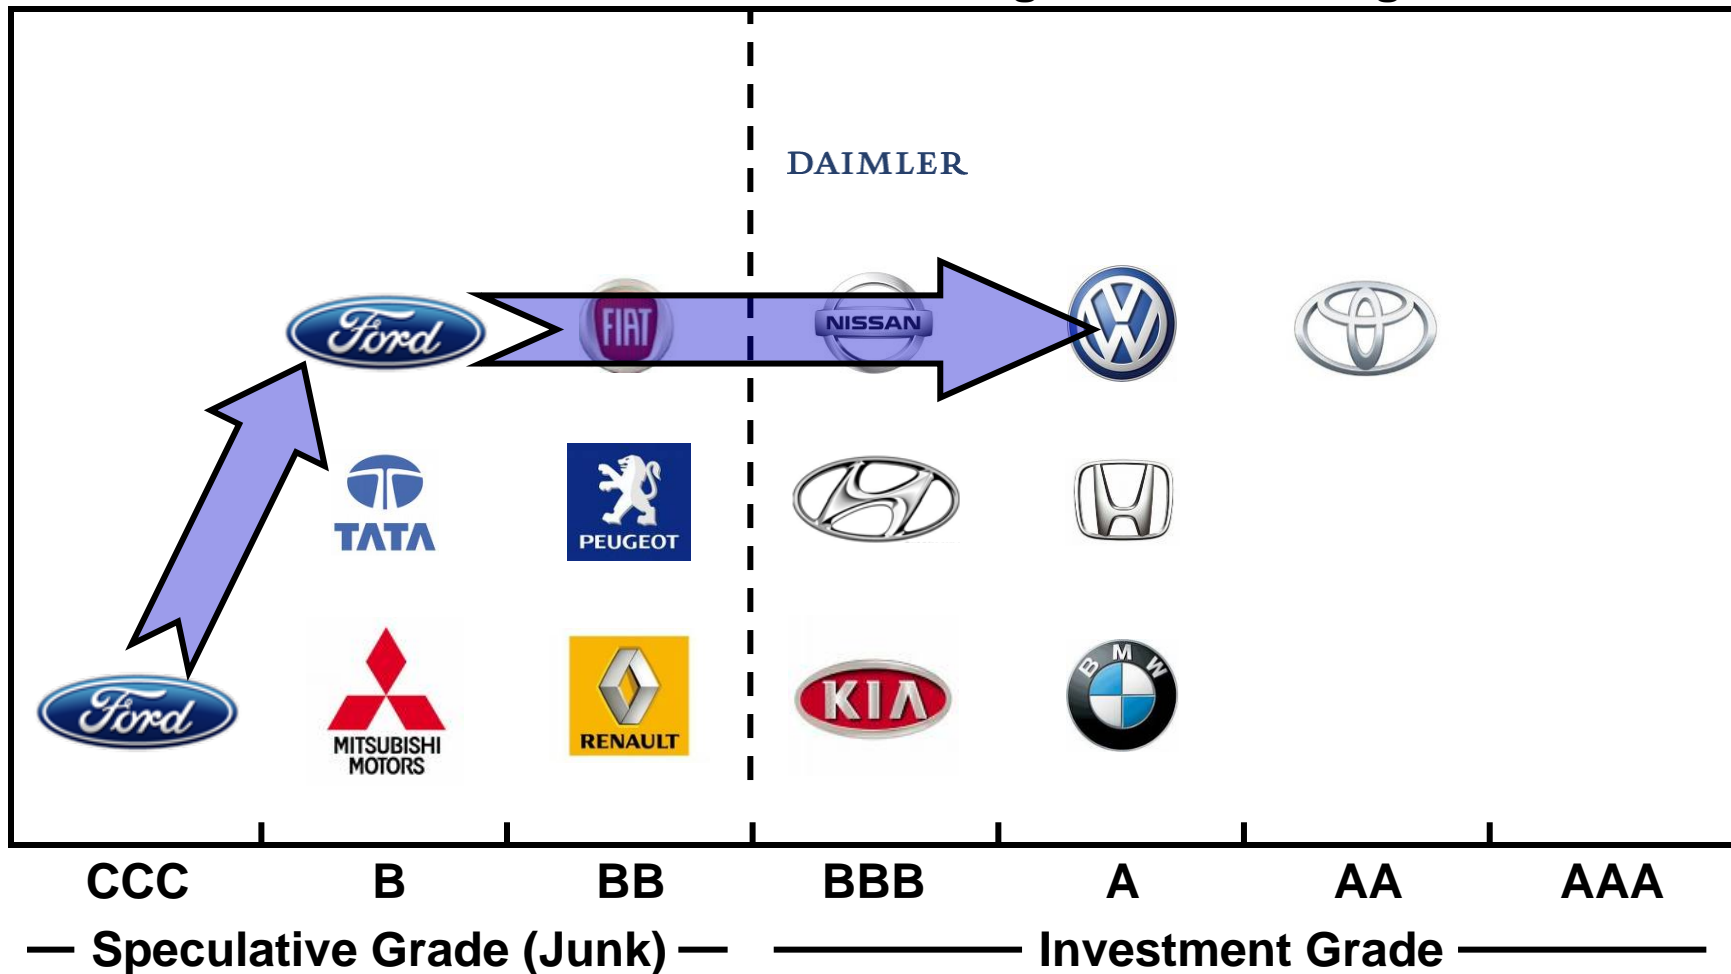 DAIMLER
Ford
FIAT
NISSAN
VW
TATA
PEUGEOT
Ford
MITSUBISHI
MOTORS
RENAULT
KIA
BMW
CCC B BB BBB A AA AAA
Speculative Grade (Junk) Investment Grade